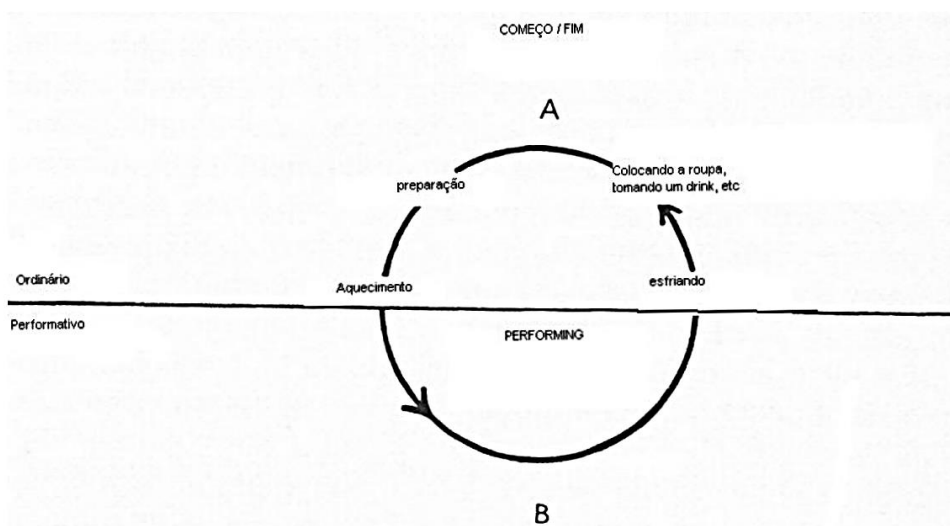 COMEÇO / FIM
A
preparação
Colocando a roupa,
tomando um drink, etc
Ordinário
Aquecimento
esfriando
Performativo
PERFORMING
B